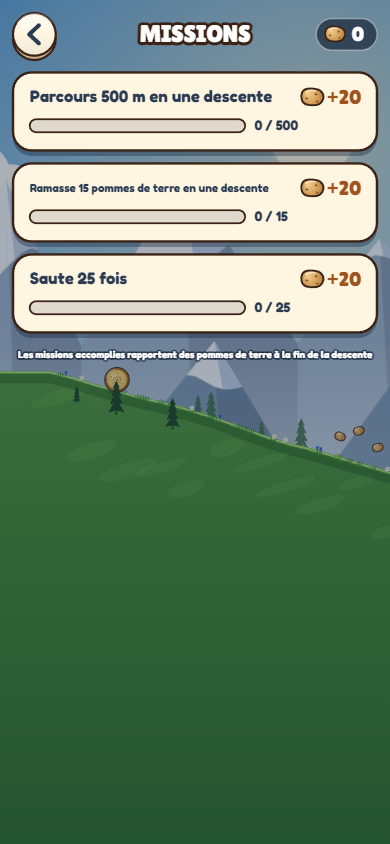 MISSIONS
0
Parcours 500 m en une descente
+20
0 / 500
Ramasse 15 pommes de terre en une descente
+20
0 / 15
Saute 25 fois
+20
0 / 25
Les missions accomplies rapportent des pommes de terre à la fin de la descente